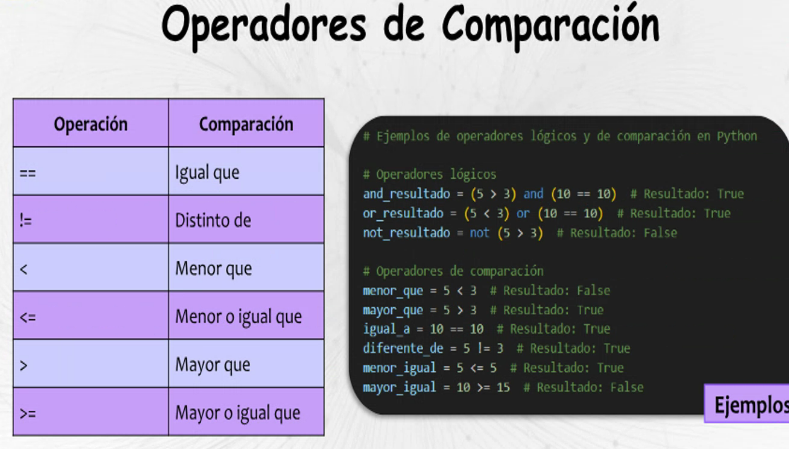 Operadores de Comparación
Operación Comparación
== Igual que
!= Distinto de
< Menor que
<= Menor o igual que
> Mayor que
>= Mayor o igual que
# Ejemplos de operadores lógicos y de comparación en Python
# Operadores lógicos
and_resultado = (5 > 3) and (10 == 10)  # Resultado: True
or_resultado = (5 < 3) or (10 == 10)  # Resultado: True
not_resultado = not (5 > 3)  # Resultado: False
# Operadores de comparación
menor_que = 5 < 3  # Resultado: False
mayor_que = 5 > 3  # Resultado: True
igual_a = 10 == 10  # Resultado: True
diferente_de = 5 != 3  # Resultado: True
menor_igual = 5 <= 5  # Resultado: True
mayor_igual = 10 >= 15  # Resultado: False
Ejemplos